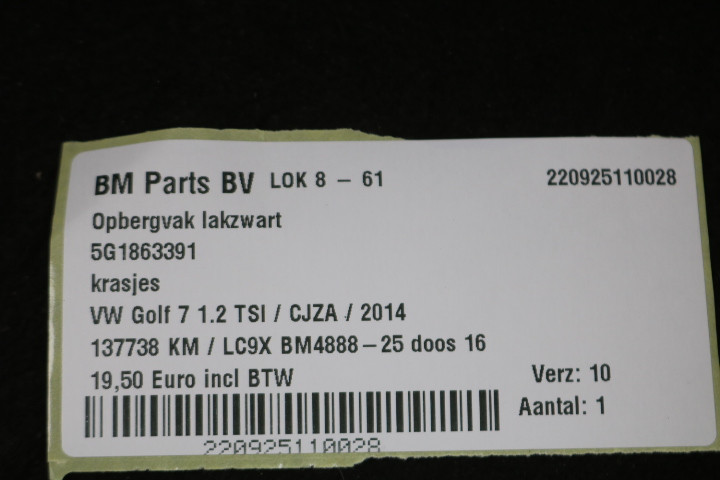 BM Parts BV LOK 8 – 61 220925110028
Opbergvak lakzwart
5G1863391
krasjes
VW Golf 7 1.2 TSI / CJZA / 2014
137738 KM / LC9X BM4888–25 doos 16
19,50 Euro incl BTW Verz: 10
Aantal: 1
220925110028